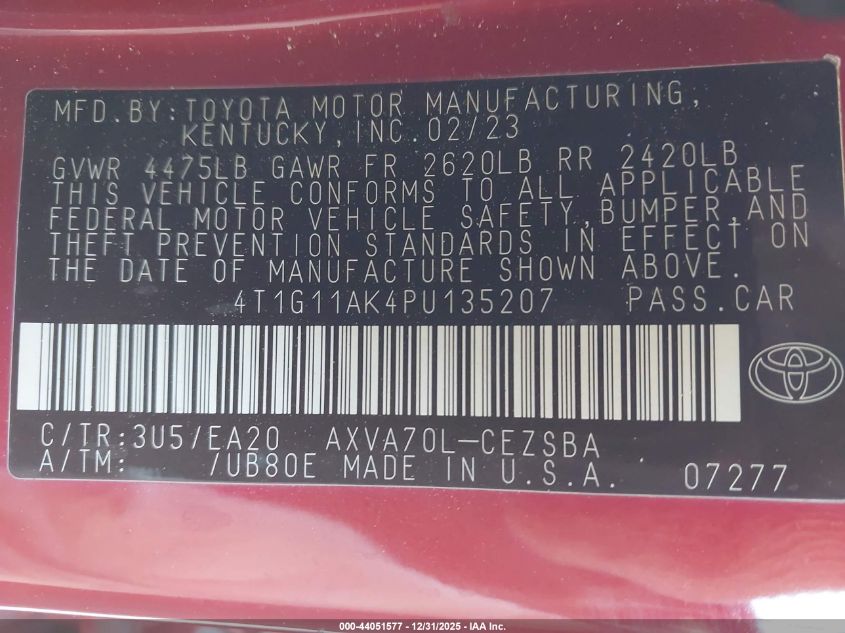 MFD.BY:TOYOTA MOTOR MANUFACTURING,
KENTUCKY,INC.02/23
GVWR 4475LB GAWR FR 2620LB RR 2420LB
THIS VEHICLE CONFORMS TO ALL APPLICABLE
FEDERAL MOTOR VEHICLE SAFETY,BUMPER,AND
THEFT PREVENTION STANDARDS IN EFFECT ON
THE DATE OF MANUFACTURE SHOWN ABOVE.
4T1G11AK4PU135207 PASS.CAR
C/TR:3U5/EA20 AXVA70L-CEZSBA
A/TM: /UB80E MADE IN U.S.A. 07277
000-44051577 - 12/31/2025 - IAA Inc.